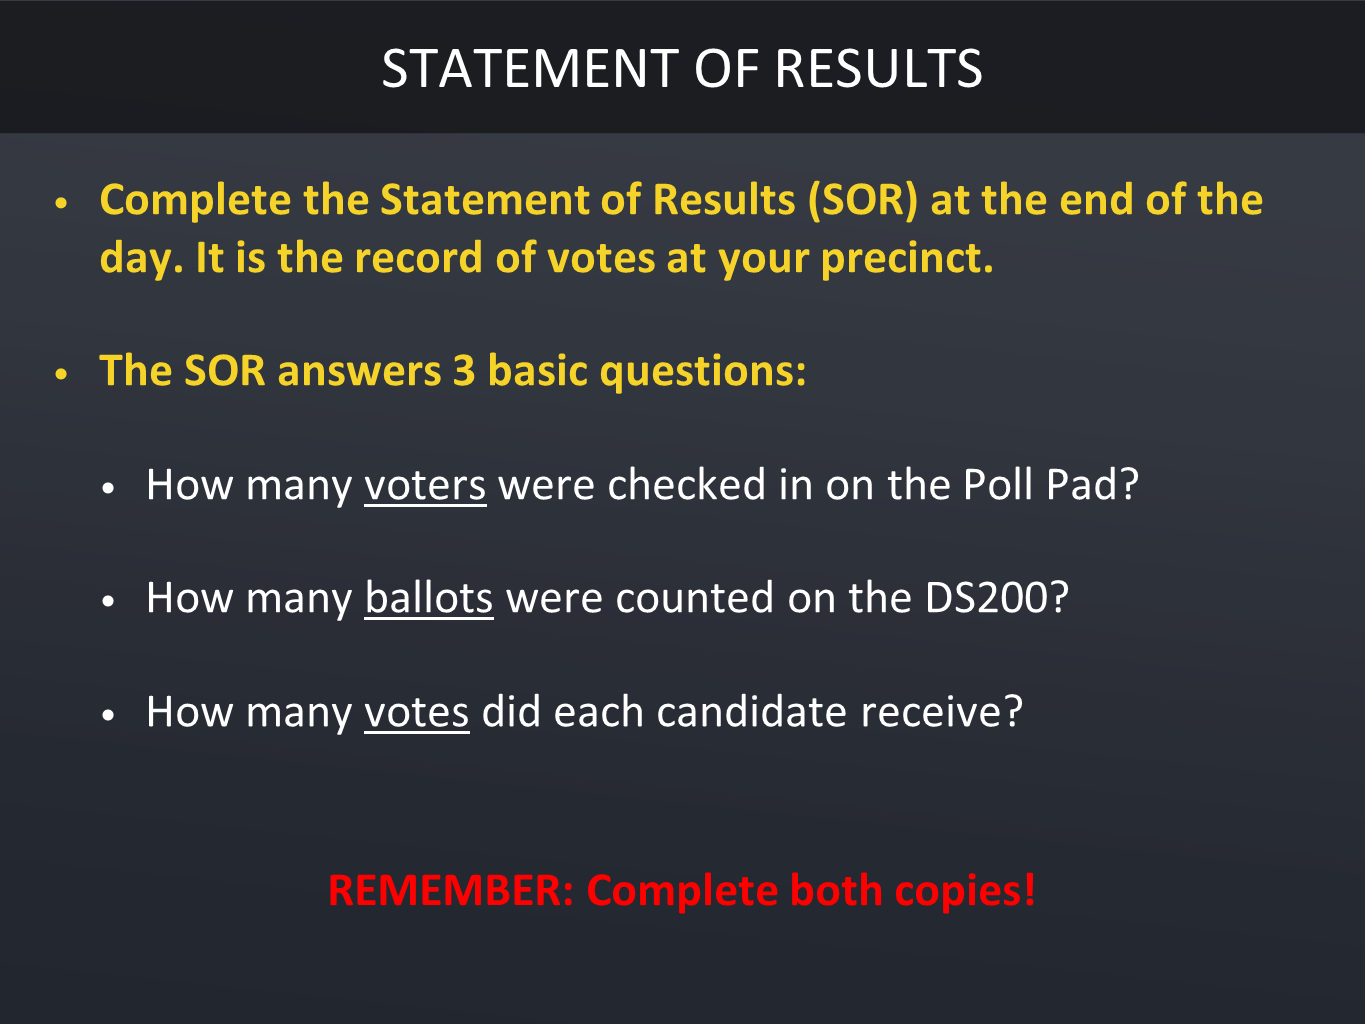 STATEMENT OF RESULTS
• Complete the Statement of Results (SOR) at the end of the
day. It is the record of votes at your precinct.
• The SOR answers 3 basic questions:
• How many voters were checked in on the Poll Pad?
• How many ballots were counted on the DS200?
• How many votes did each candidate receive?
REMEMBER: Complete both copies!